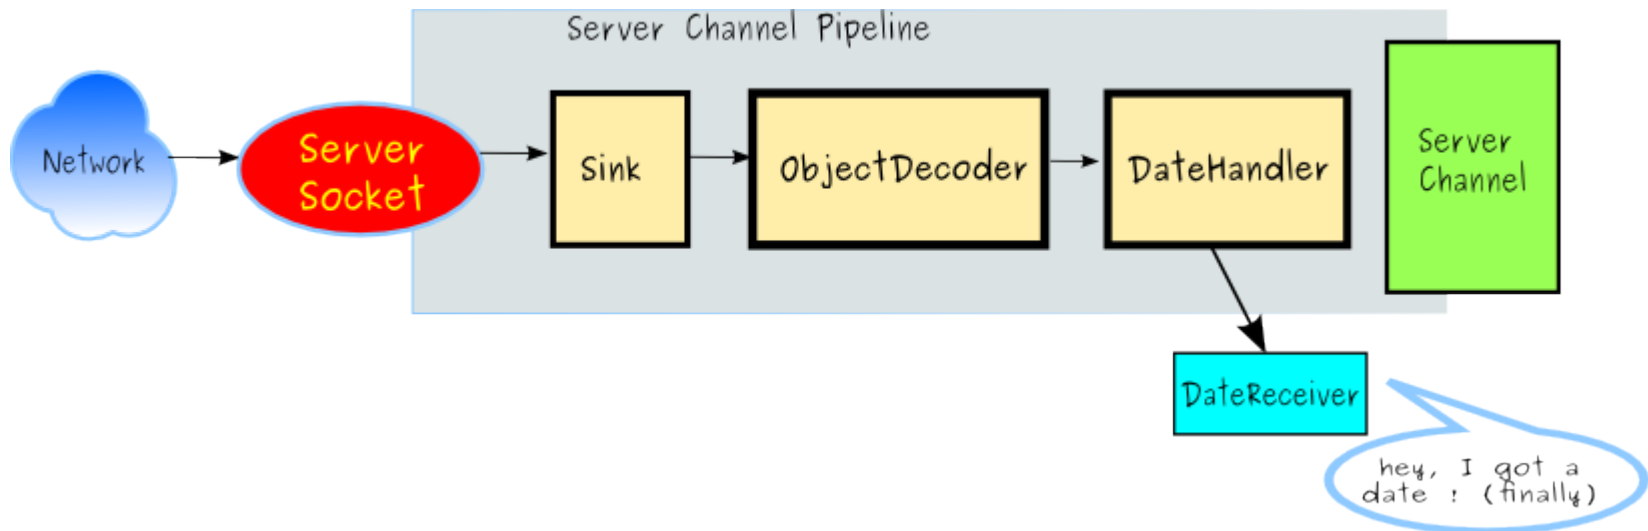 Server Channel Pipeline
Network
Server
Socket
Sink
ObjectDecoder
DateHandler
Server
Channel
DateReceiver
hey, I got a
date ! (finally)